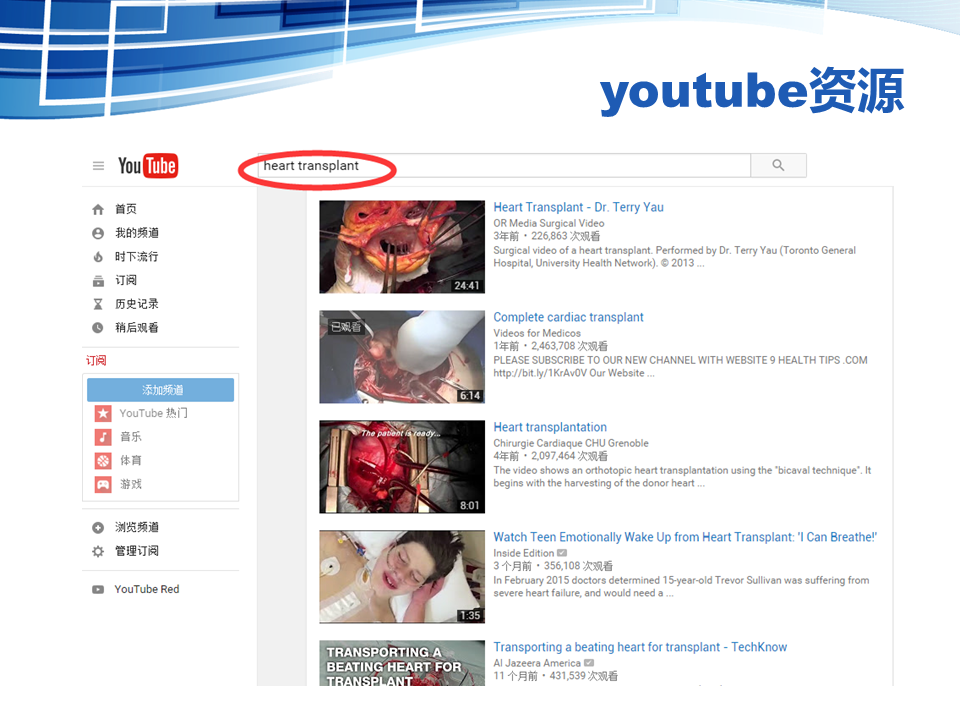 youtube资源
YouTube
heart transplant
首页
我的频道
时下流行
订阅
历史记录
稍后观看
订阅
添加频道
YouTube 热门
音乐
体育
游戏
浏览频道
管理订阅
YouTube Red
24:41
Heart Transplant - Dr. Terry Yau
OR Media Surgical Video
3年前 · 226,863 次观看
Surgical video of a heart transplant. Performed by Dr. Terry Yau (Toronto General
Hospital, University Health Network). © 2013 ...
已观看
6:14
Complete cardiac transplant
Videos for Medicos
1年前 · 2,463,708 次观看
PLEASE SUBSCRIBE TO OUR NEW CHANNEL WITH WEBSITE 9 HEALTH TIPS .COM
http://bit.ly/1KrAv0V Our Website ...
The patient is ready...
8:01
Heart transplantation
Chirurgie Cardiaque CHU Grenoble
4年前 · 2,097,464 次观看
The video shows an orthotopic heart transplantation using the "bicaval technique". It
begins with the harvesting of the donor heart ...
1:35
Watch Teen Emotionally Wake Up from Heart Transplant: 'I Can Breathe!'
Inside Edition
3 个月前 · 356,108 次观看
In February 2015 doctors determined 15-year-old Trevor Sullivan was suffering from
severe heart failure, and would need a ...
TRANSPORTING A
BEATING HEART FOR
TRANSPLANT
Transporting a beating heart for transplant - TechKnow
Al Jazeera America
11 个月前 · 431,539 次观看